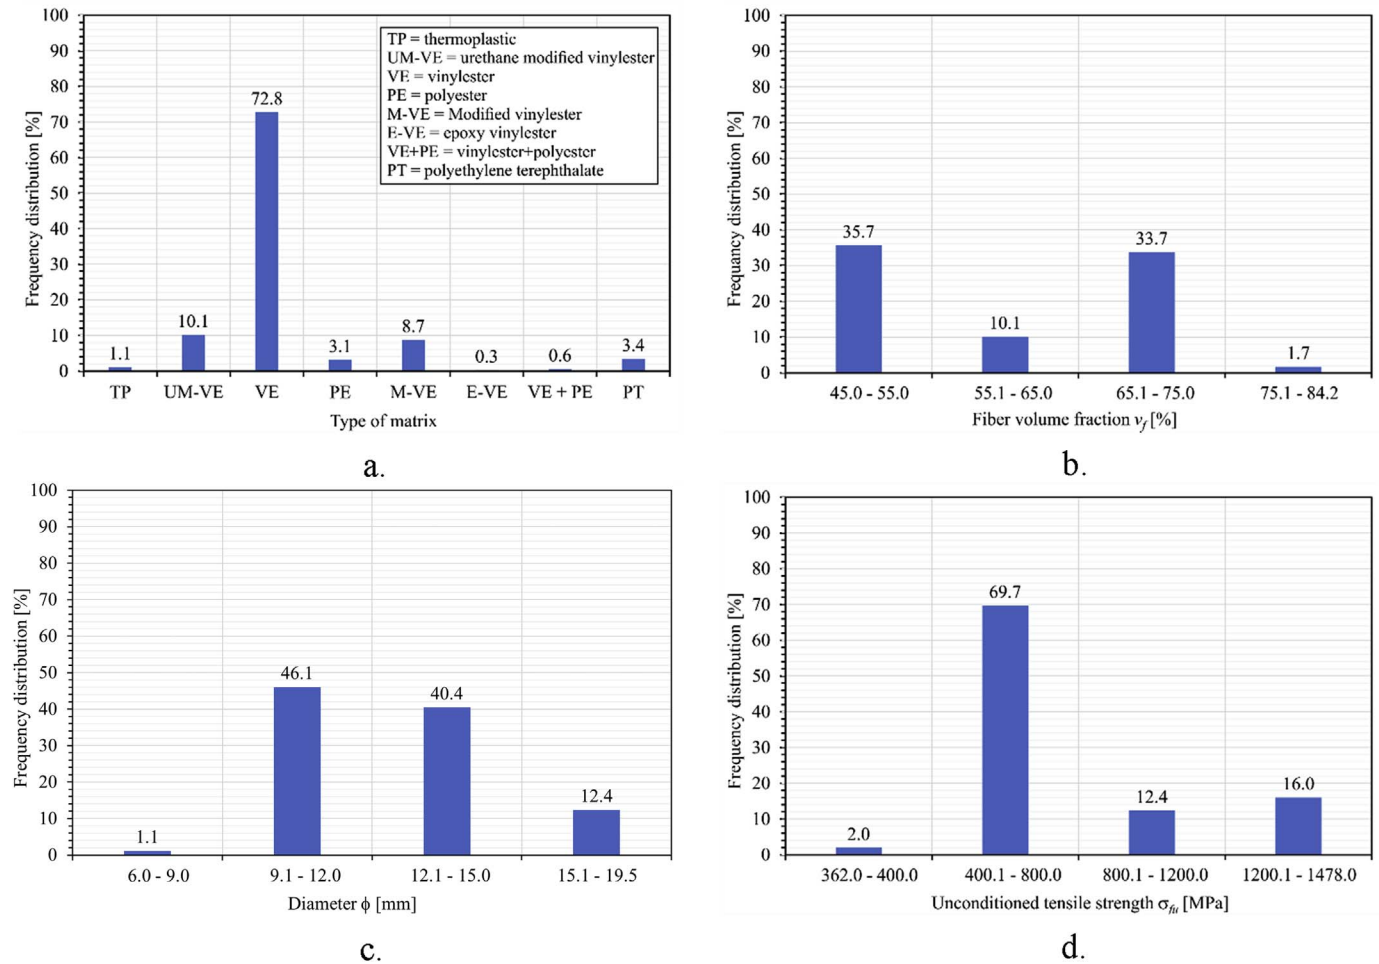 100
90
80
70
60
50
40
30
20
10
0
Frequency distribution [%]
TP = thermoplastic
UM-VE = urethane modified vinylester
VE = vinylester
PE = polyester
M-VE = Modified vinylester
E-VE = epoxy vinylester
VE+PE = vinylester+polyester
PT = polyethylene terephthalate
1.1 10.1 72.8 3.1 8.7 0.3 0.6 3.4
TP UM-VE VE PE M-VE E-VE VE + PE PT
Type of matrix
a.
100
90
80
70
60
50
40
30
20
10
0
Frequancy distribution [%]
35.7 10.1 33.7 1.7
45.0 - 55.0 55.1 - 65.0 65.1 - 75.0 75.1 - 84.2
Fiber volume fraction vf [%]
b.
100
90
80
70
60
50
40
30
20
10
0
Frequency distribution [%]
1.1 46.1 40.4 12.4
6.0 - 9.0 9.1 - 12.0 12.1 - 15.0 15.1 - 19.5
Diameter ϕ [mm]
c.
100
90
80
70
60
50
40
30
20
10
0
Frequency distribution [%]
2.0 69.7 12.4 16.0
362.0 - 400.0 400.1 - 800.0 800.1 - 1200.0 1200.1 - 1478.0
Unconditioned tensile strength σfu [MPa]
d.